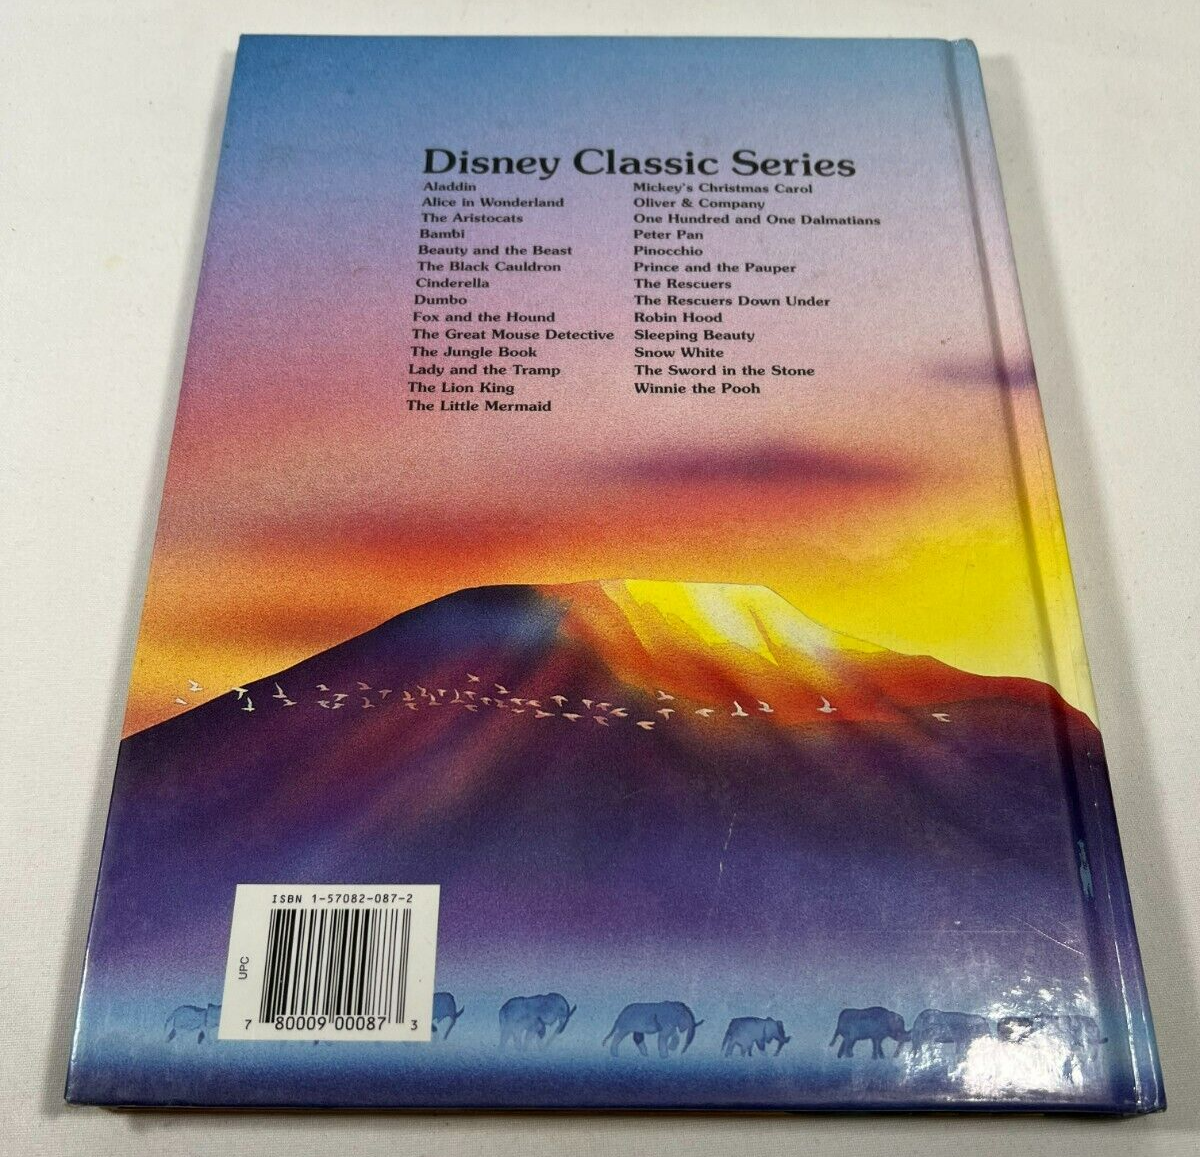 Disney Classic Series
Aladdin
Alice in Wonderland
The Aristocats
Bambi
Beauty and the Beast
The Black Cauldron
Cinderella
Dumbo
Fox and the Hound
The Great Mouse Detective
The Jungle Book
Lady and the Tramp
The Lion King
The Little Mermaid
Mickey's Christmas Carol
Oliver & Company
One Hundred and One Dalmatians
Peter Pan
Pinocchio
Prince and the Pauper
The Rescuers
The Rescuers Down Under
Robin Hood
Sleeping Beauty
Snow White
The Sword in the Stone
Winnie the Pooh
ISBN 1-57082-087-2
UPC
7 80009 00087 3